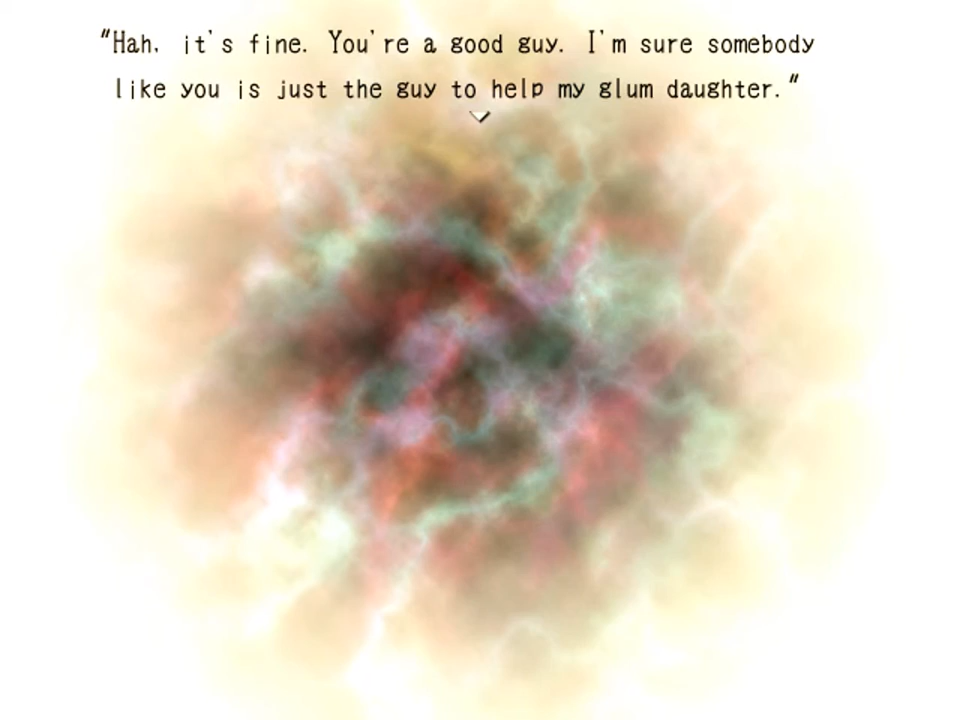 "Hah, it's fine. You're a good guy. I'm sure somebody
like you is just the guy to help my glum daughter."